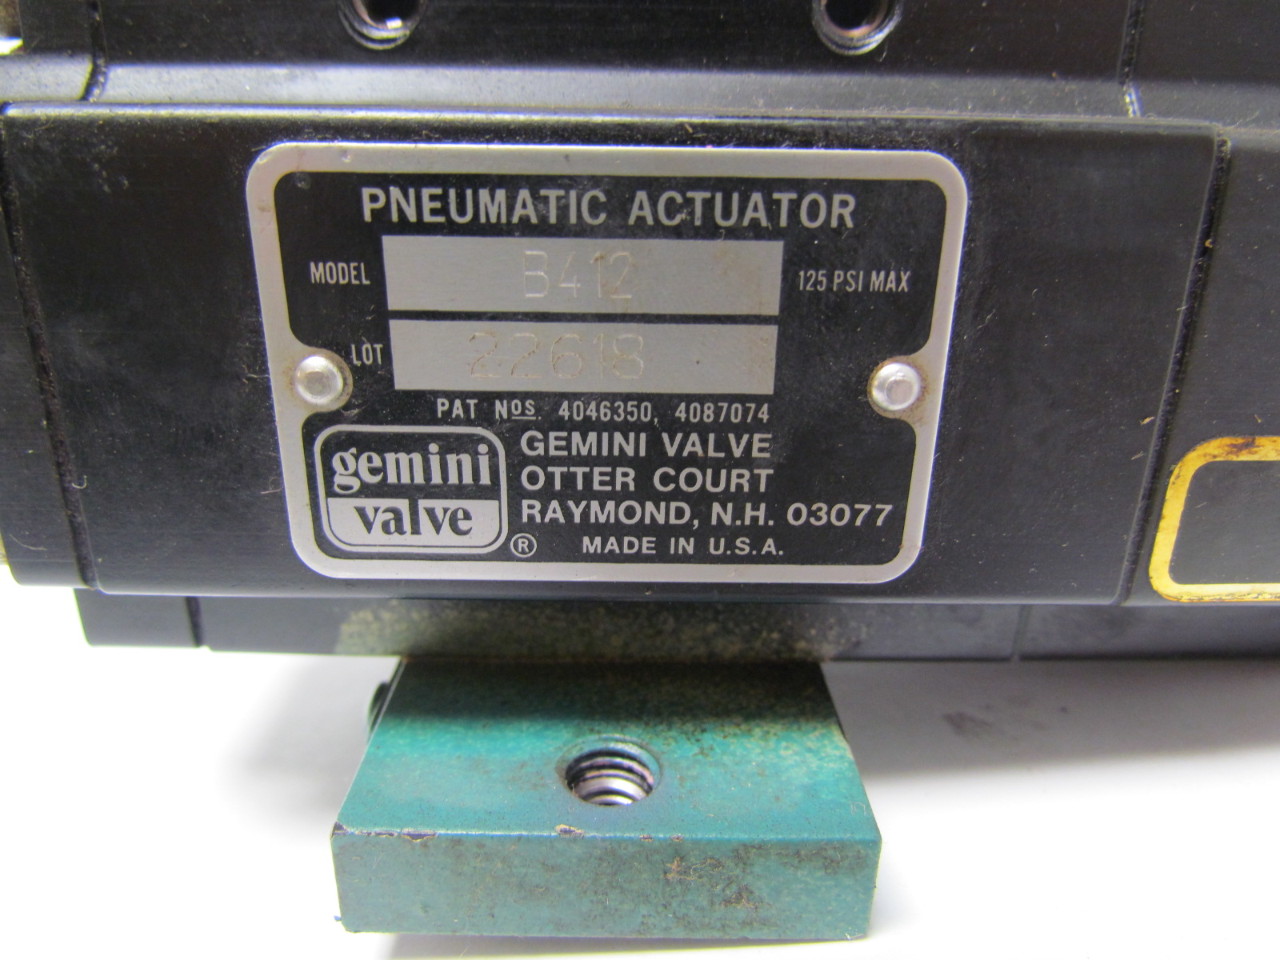 PNEUMATIC ACTUATOR
MODEL B412 125 PSI MAX
LOT 22618
PAT NOS. 4046350, 4087074
gemini
valve
®
GEMINI VALVE
OTTER COURT
RAYMOND, N.H. 03077
MADE IN U.S.A.